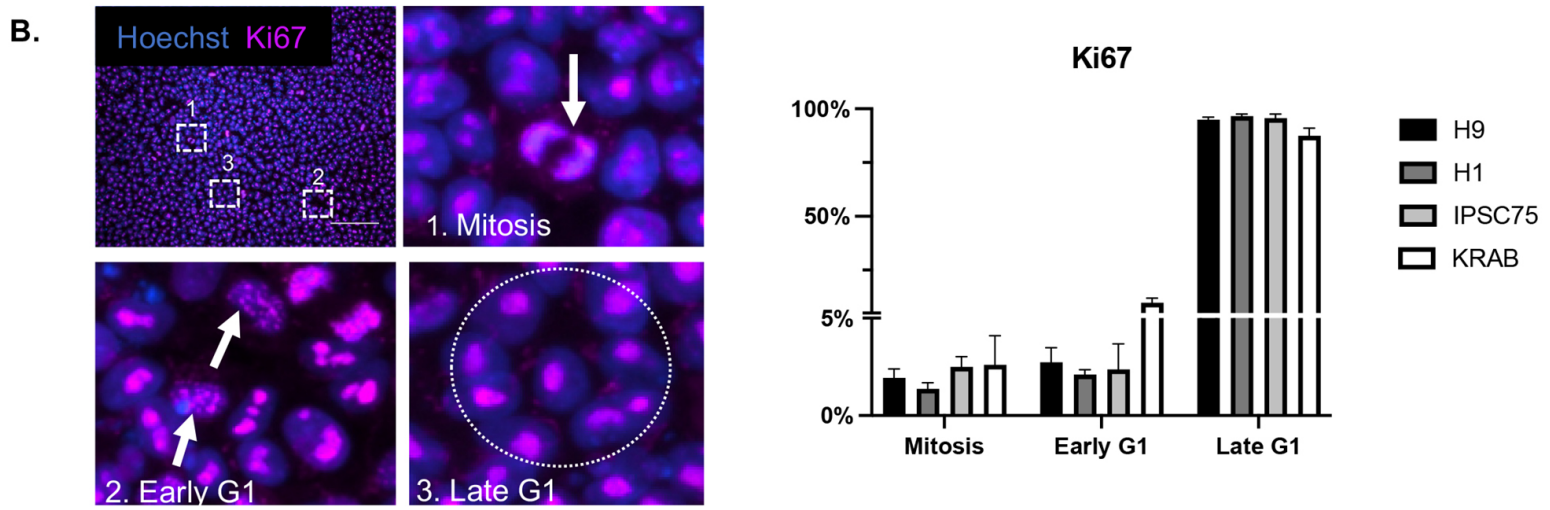 B.
Hoechst Ki67
1
3
2
1. Mitosis
2. Early G1
3. Late G1
Ki67
100%
50%
5%
0%
Mitosis Early G1 Late G1
H9
H1
IPSC75
KRAB